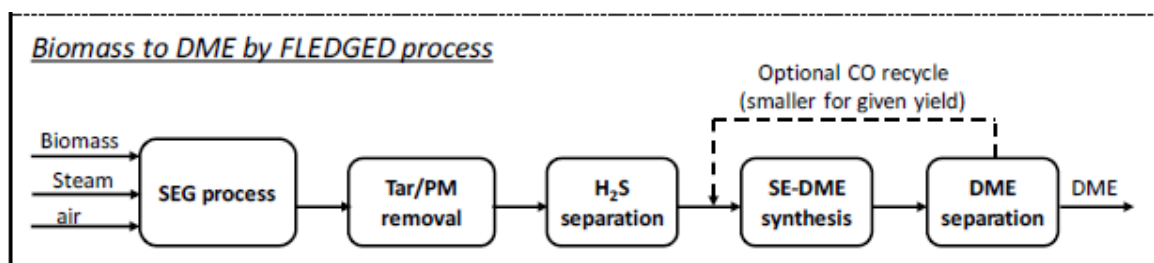 Biomass to DME by FLEDGED process
Optional CO recycle
(smaller for given yield)
Biomass
Steam
air
SEG process
Tar/PM
removal
H₂S
separation
SE-DME
synthesis
DME
separation
DME